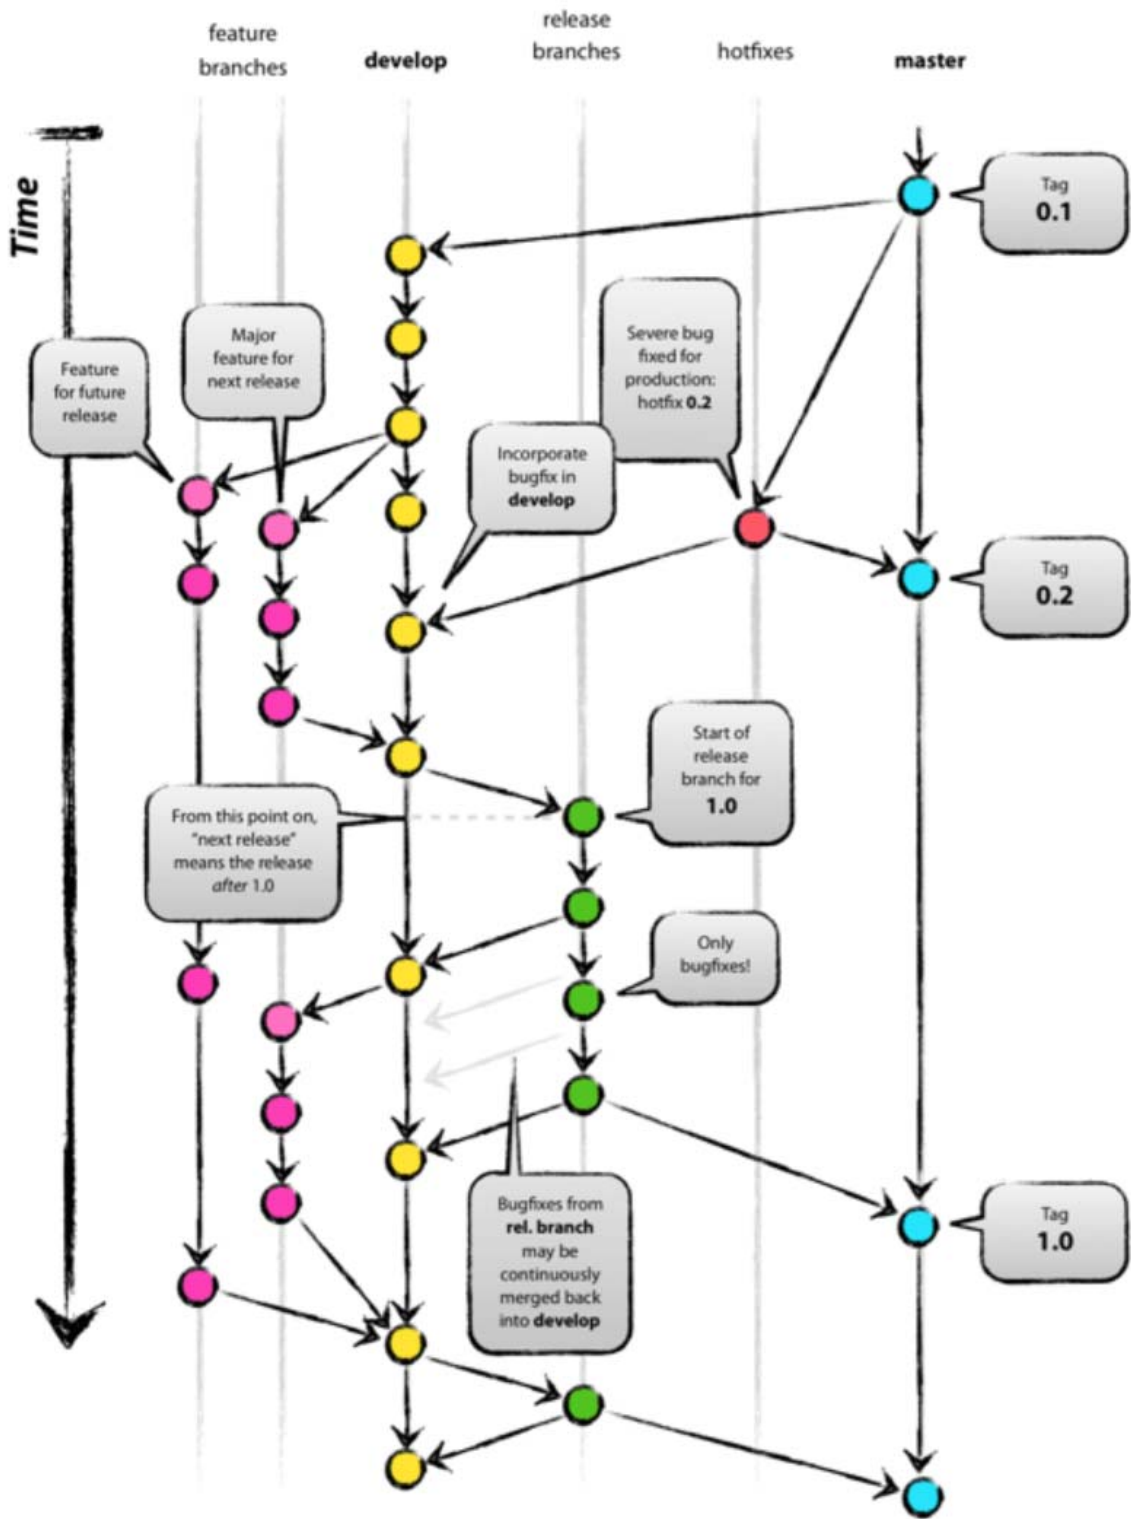 feature
branches
develop
release
branches
hotfixes
master
Time
Tag
0.1
Major
feature for
next release
Severe bug
fixed for
production:
hotfix 0.2
Feature
for future
release
Incorporate
bugfix in
develop
Tag
0.2
Start of
release
branch for
1.0
From this point on,
“next release”
means the release
after 1.0
Only
bugfixes!
Bugfixes from
rel. branch
may be
continuously
merged back
into develop
Tag
1.0